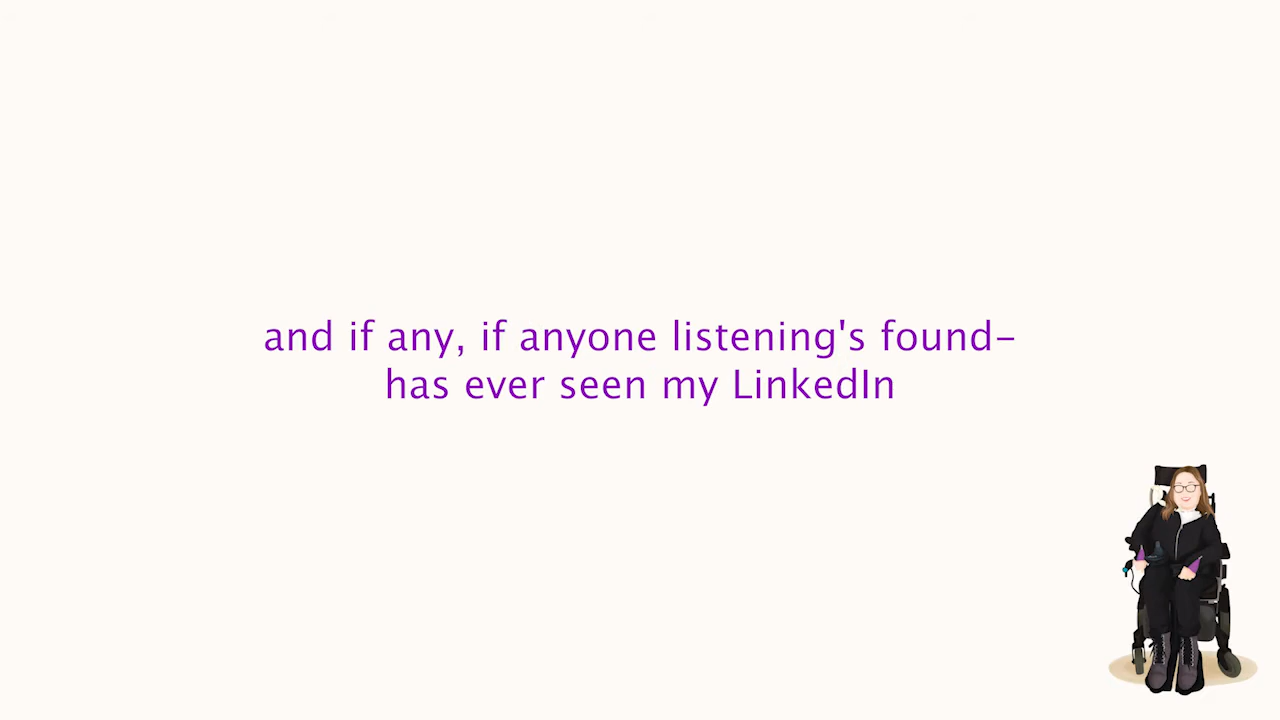 and if any, if anyone listening's found-
has ever seen my LinkedIn